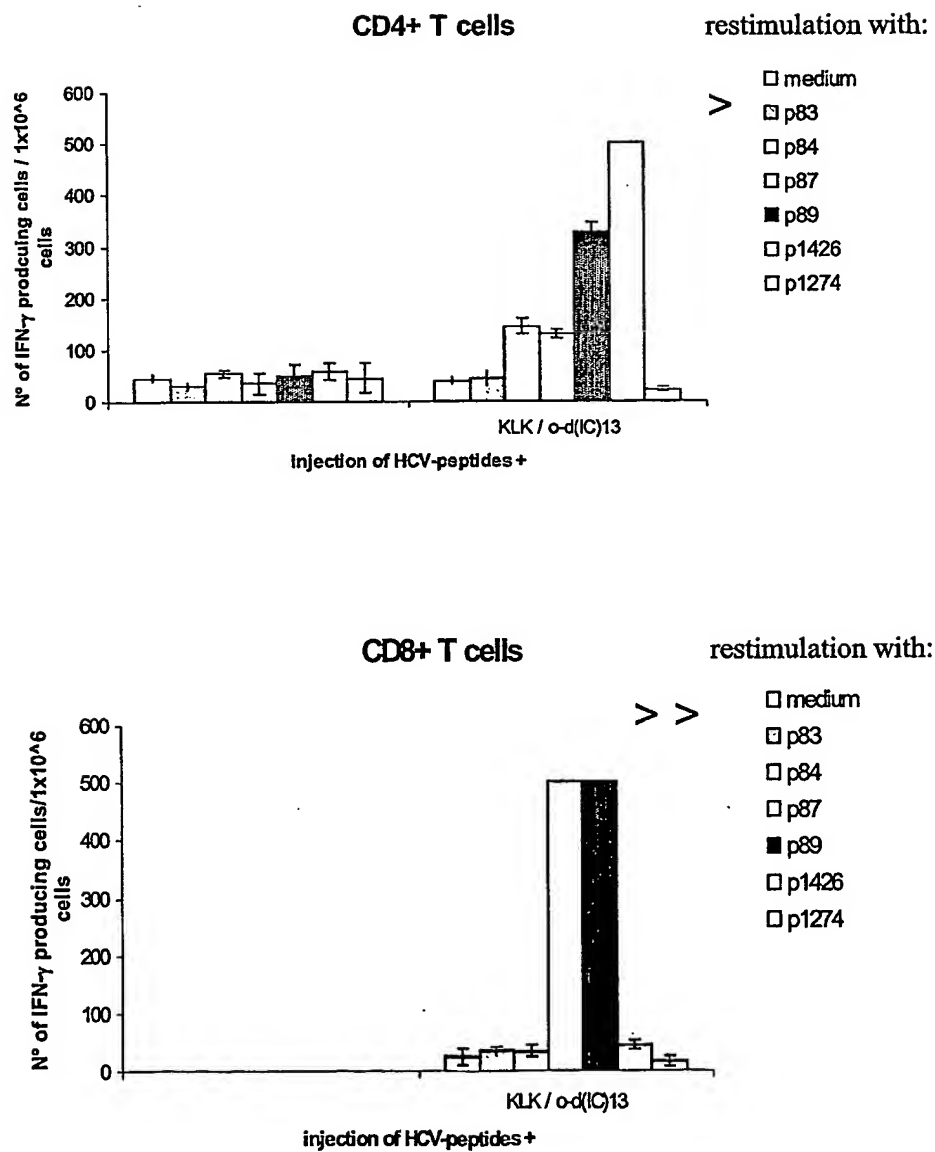 CD4+ T cells
restimulation with:
N° of IFN-γ prodcuing cells / 1x10^6
cells
600
500
400
300
200
100
0
>
medium
p83
p84
p87
p89
p1426
p1274
KLK / o-d(IC)13
injection of HCV-peptides +
CD8+ T cells
restimulation with:
N° of IFN-γ producing cells/1x10^6
cells
600
500
400
300
200
100
0
> >
medium
p83
p84
p87
p89
p1426
p1274
KLK / o-d(IC)13
injection of HCV-peptides +